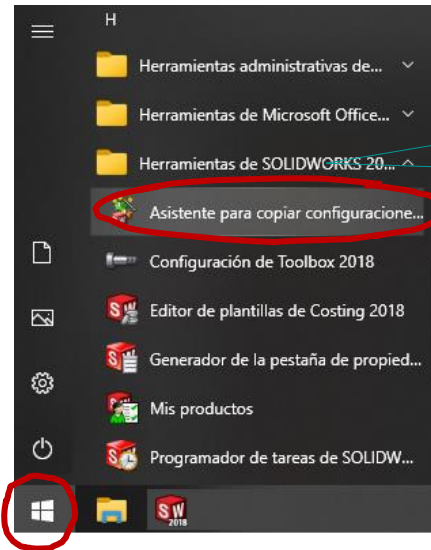 H
Herramientas administrativas de...
Herramientas de Microsoft Office...
Herramientas de SOLIDWORKS 20...
Asistente para copiar configuracione...
Configuración de Toolbox 2018
Editor de plantillas de Costing 2018
Generador de la pestaña de propied...
Mis productos
Programador de tareas de SOLIDW...
SW
2018